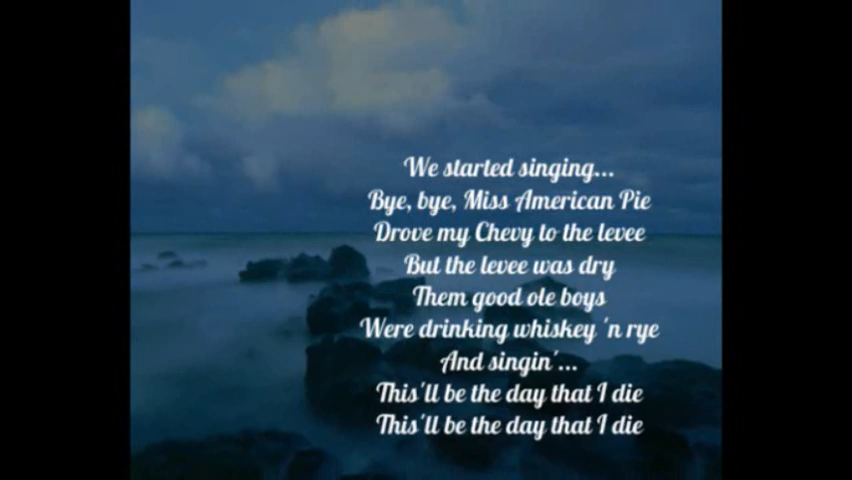 We started singing...
Bye, bye, Miss American Pie
Drove my Chevy to the levee
But the levee was dry
Them good ole boys
Were drinking whiskey 'n rye
And singin'...
This'll be the day that I die
This'll be the day that I die